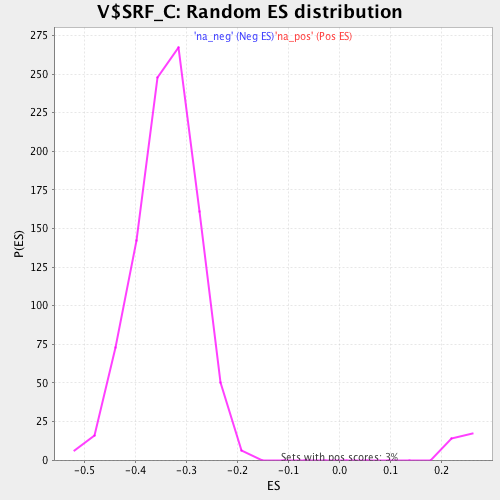 V$SRF_C: Random ES distribution
'na_neg' (Neg ES)'na_pos' (Pos ES)
275
250
225
200
175
150
125
100
75
50
25
0
P(ES)
Sets with pos scores: 3%
-0.5 -0.4 -0.3 -0.2 -0.1 0.0 0.1 0.2
ES